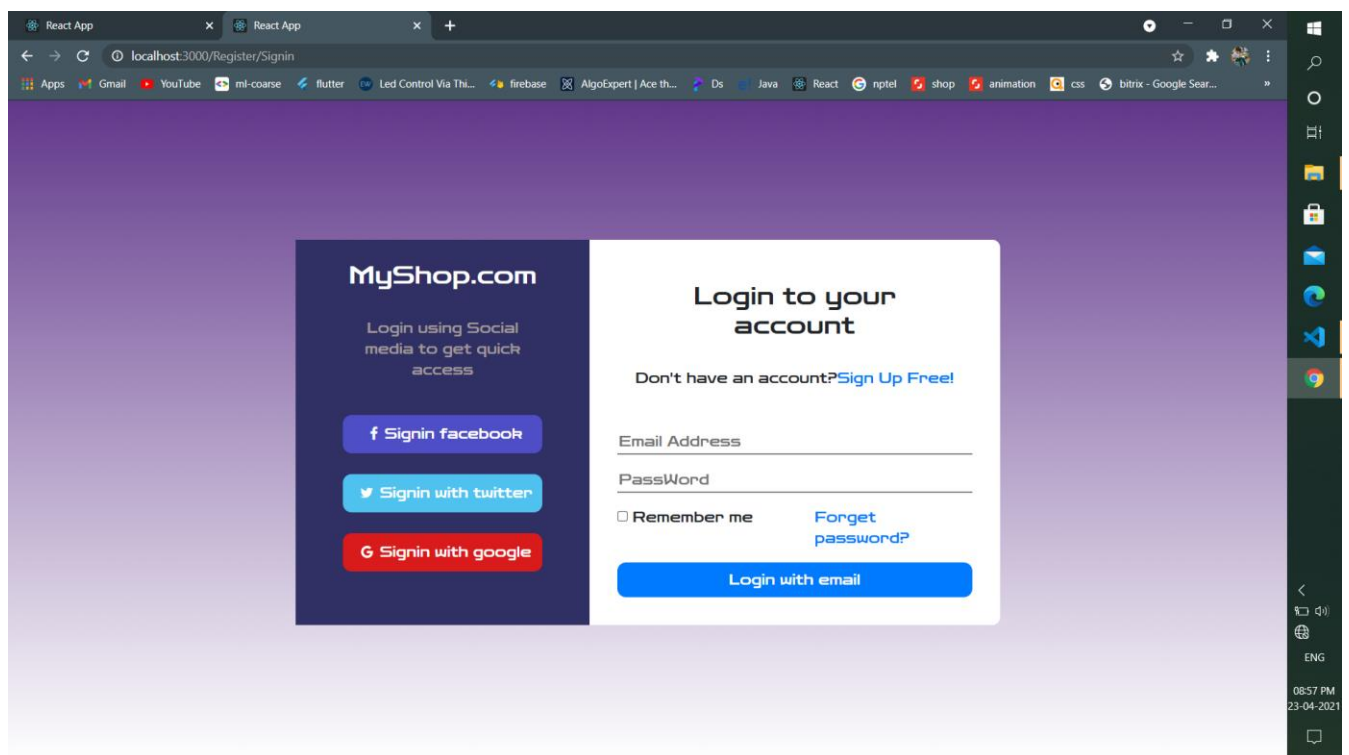 React App
React App
localhost:3000/Register/Signin
Apps Gmail YouTube ml-coarse flutter Led Control Via Thi... firebase AlgoExpert | Ace th... Ds Java React nptel shop animation css bitrix - Google Sear... »
MyShop.com
Login using Social
media to get quick
access
f Signin facebook
Signin with twitter
G Signin with google
Login to your
account
Don't have an account?Sign Up Free!
Email Address
PassWord
Remember me
Forget
password?
Login with email
ENG
08:57 PM
23-04-2021